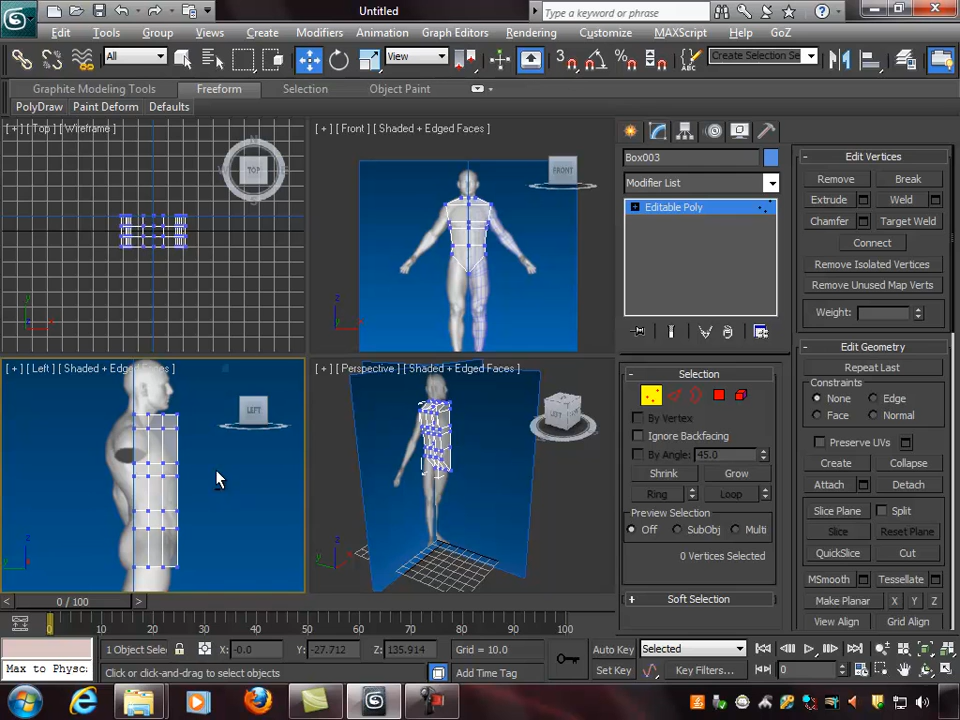 Untitled
Type a keyword or phrase
Edit Tools Group Views Create Modifiers Animation Graph Editors Rendering Customize MAXScript Help GoZ
All View 3 Create Selection Se
Graphite Modeling Tools Freeform Selection Object Paint
PolyDraw Paint Deform Defaults
[ + ] [ Top ] [ Wireframe ]
TOP
[ + ] [ Front ] [ Shaded + Edged Faces ]
FRONT
[ + ] [ Left ] [ Shaded + Edged Faces ]
LEFT
[ + ] [ Perspective ] [ Shaded + Edged Faces ]
LEFT
Box003
Modifier List
Editable Poly
Selection
By Vertex
Ignore Backfacing
By Angle: 45.0
Shrink Grow
Ring Loop
Preview Selection
Off SubObj Multi
0 Vertices Selected
Soft Selection
Edit Vertices
Remove Break
Extrude Weld
Chamfer Target Weld
Connect
Remove Isolated Vertices
Remove Unused Map Verts
Weight:
Edit Geometry
Repeat Last
Constraints
None Edge
Face Normal
Preserve UVs
Create Collapse
Attach Detach
Slice Plane Split
Slice Reset Plane
QuickSlice Cut
MSmooth Tessellate
Make Planar X Y Z
View Align Grid Align
0 / 100
0 10 20 30 40 50 60 70 80 90 100
1 Object Selec X: -0.0 Y: -27.712 Z: 135.914 Grid = 10.0 Auto Key Selected
Max to Physc Click or click-and-drag to select objects Add Time Tag Set Key Key Filters... 0